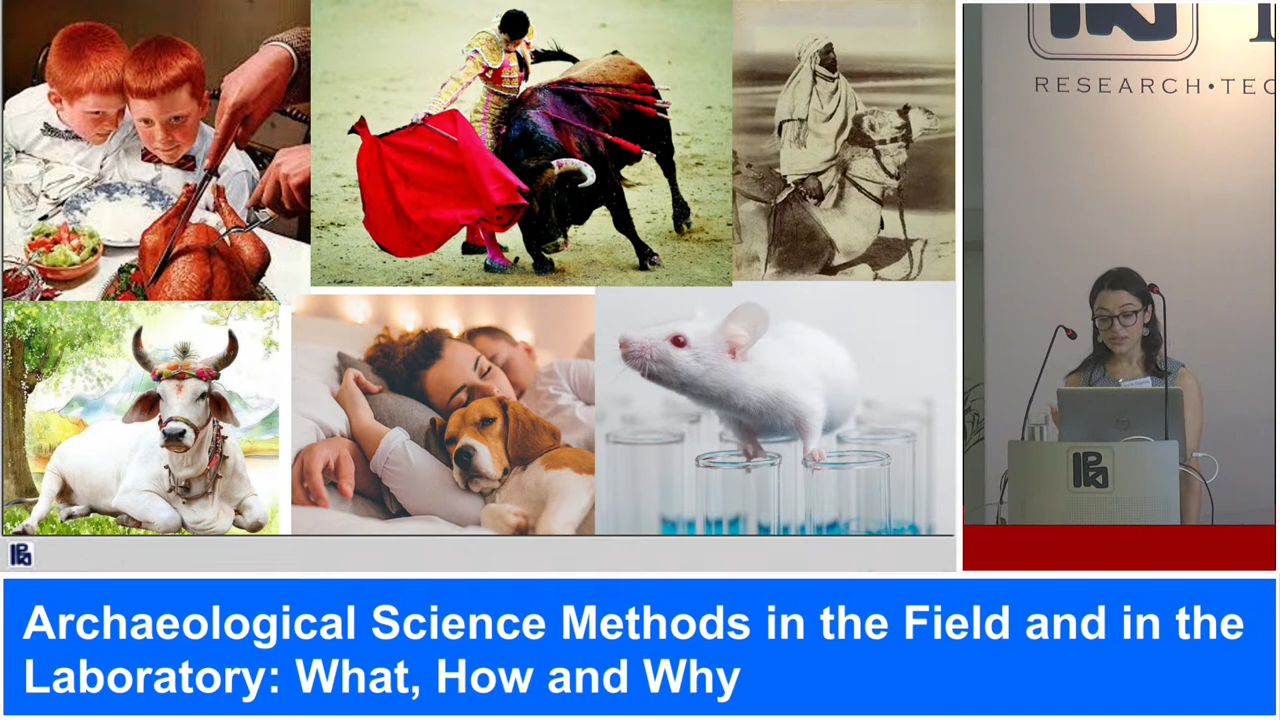 RESEARCH•TEC
Archaeological Science Methods in the Field and in the
Laboratory: What, How and Why